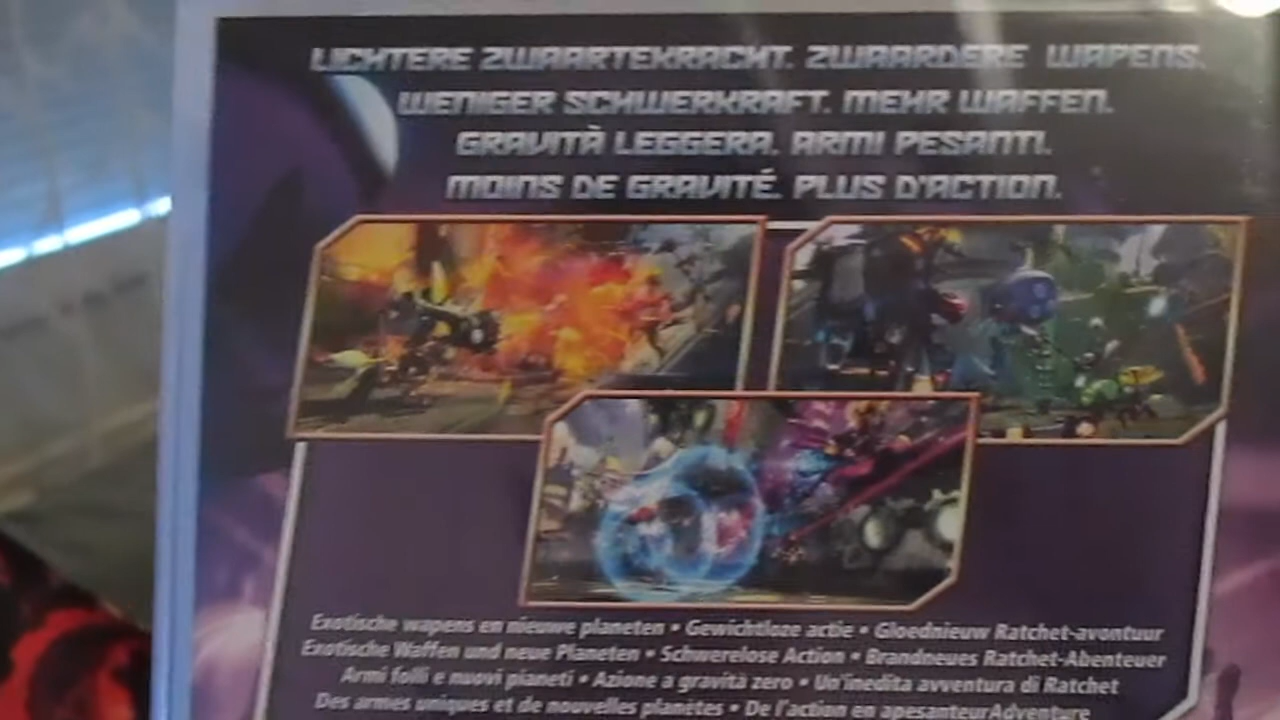 LICHTERE ZWAARTEKRACHT. ZWAARDERE WAPENS.
WENIGER SCHWERKRAFT. MEHR WAFFEN.
GRAVITÀ LEGGERA. ARMI PESANTI.
MOINS DE GRAVITÉ. PLUS D'ACTION.
Exotische wapens en nieuwe planeten • Gewichtloze actie • Gloednieuw Ratchet-avontuur
Exotische Waffen und neue Planeten • Schwerelose Action • Brandneues Ratchet-Abenteuer
Armi folli e nuovi pianeti • Azione a gravità zero • Un'inedita avventura di Ratchet
Des armes uniques et de nouvelles planètes • De l'action en apesanteurAdventure